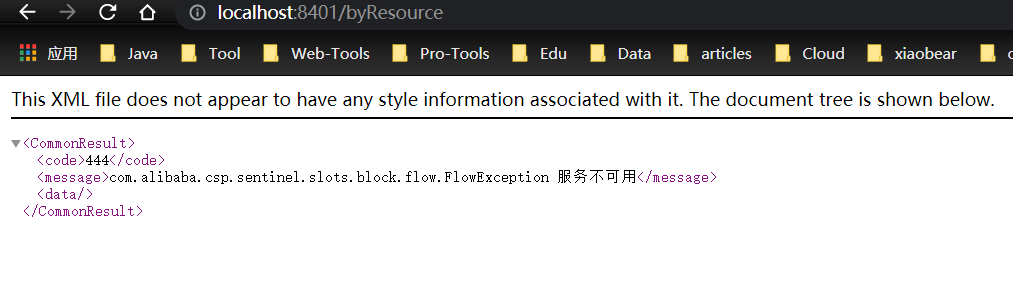 localhost:8401/byResource
应用 Java Tool Web-Tools Pro-Tools Edu Data articles Cloud xiaobear
This XML file does not appear to have any style information associated with it. The document tree is shown below.
<CommonResult>
<code>444</code>
<message>com.alibaba.csp.sentinel.slots.block.flow.FlowException 服务不可用</message>
<data/>
</CommonResult>